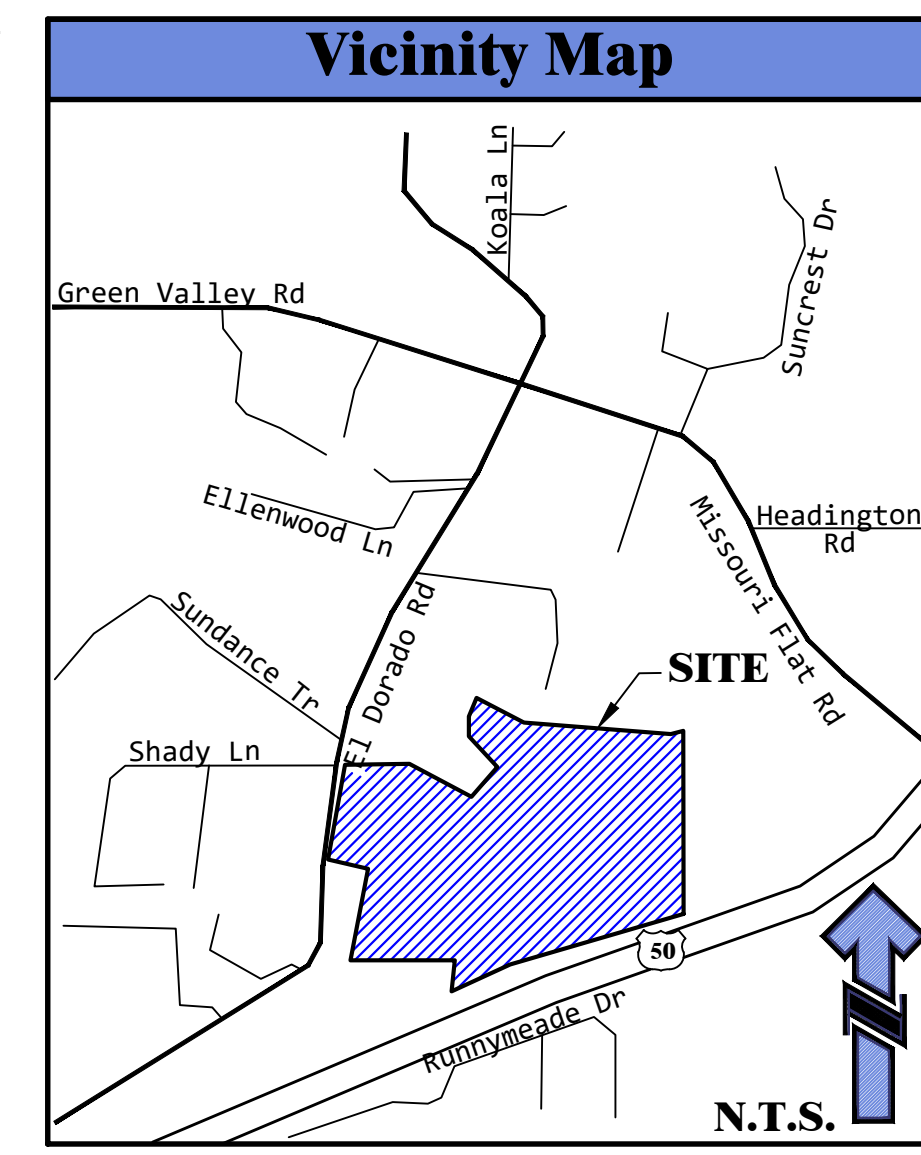 Vicinity Map
Koala Ln
Suncrest Dr
Green Valley Rd
Ellenwood Ln
Headington
Rd
Missouri Flat Rd
El Dorado Rd
Sundance Tr
SITE
Shady Ln
50
Runnymeade Dr
N
N.T.S.